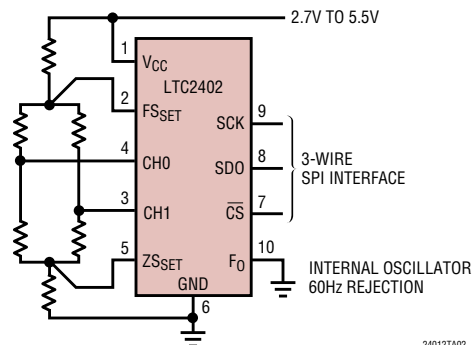 2.7V TO 5.5V
1
VCC
LTC2402
2
FSSET
SCK
9
4
CH0
SDO
8
3-WIRE
SPI INTERFACE
3
CH1
CS
7
5
ZSSET
FO
10
INTERNAL OSCILLATOR
60Hz REJECTION
GND
6
24012TA02